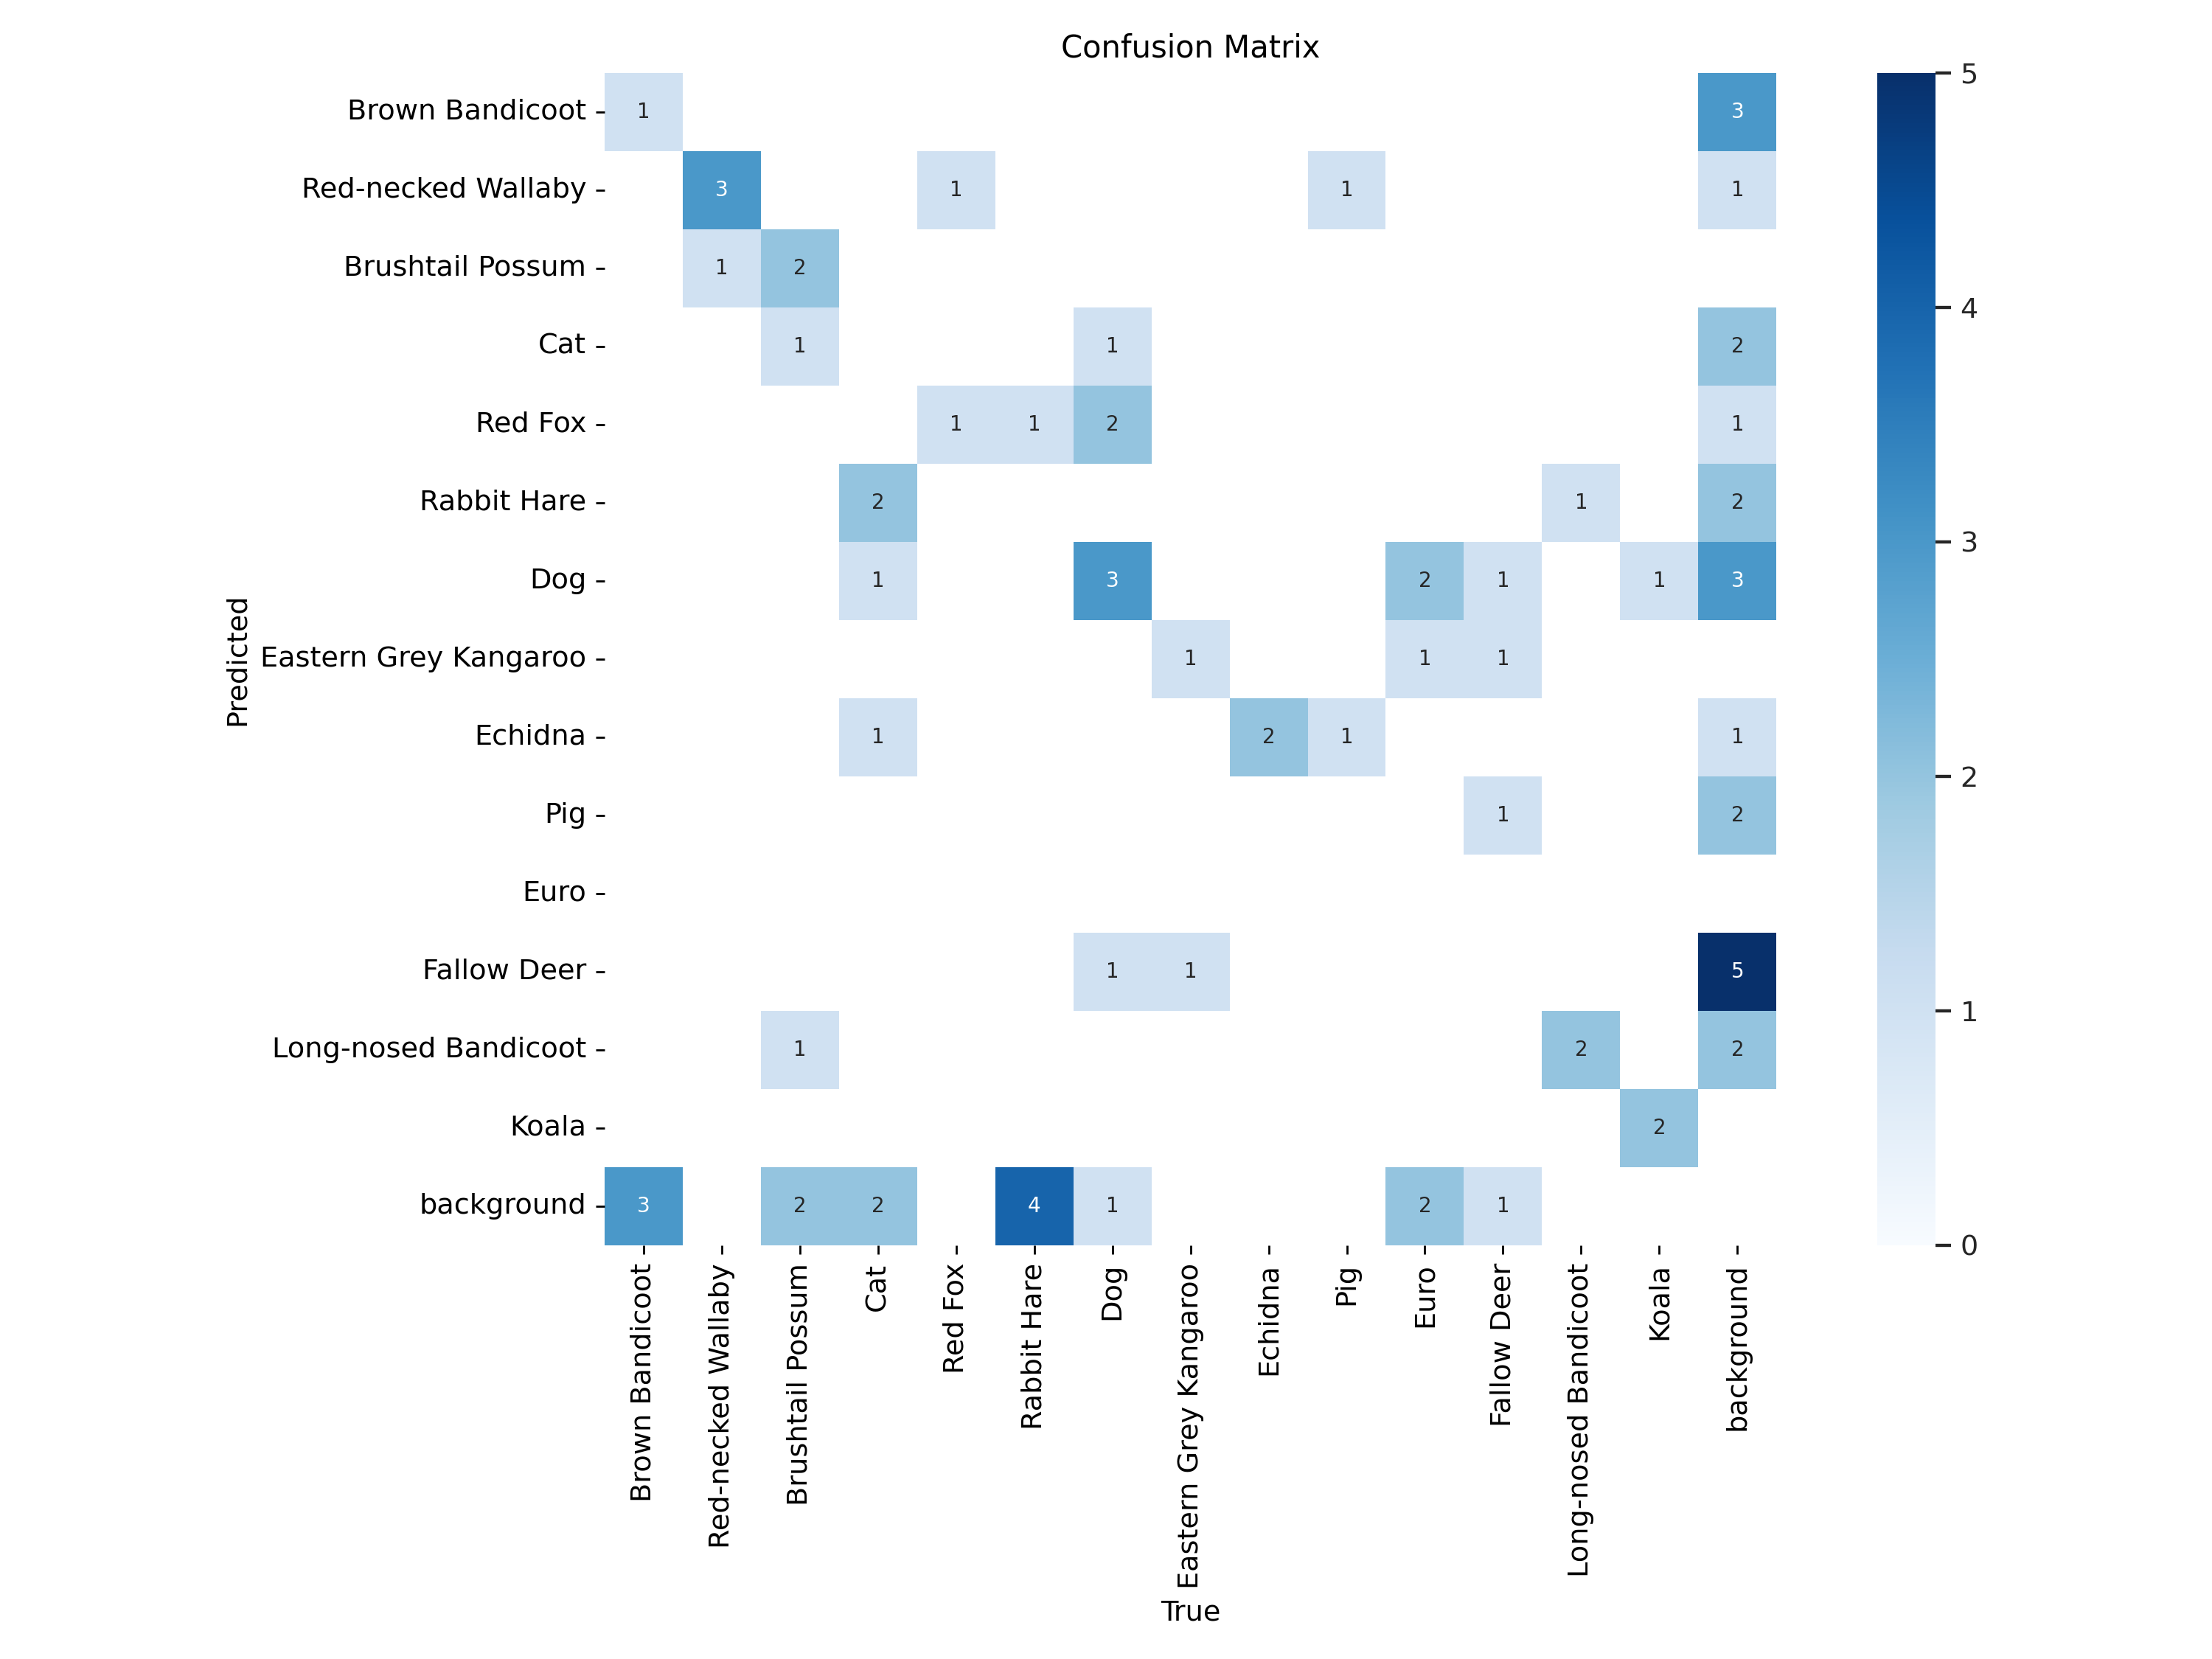 Confusion Matrix
Brown Bandicoot 1 3
Red-necked Wallaby 3 1 1 1
Brushtail Possum 1 2
Cat 1 1 2
Red Fox 1 1 2 1
Rabbit Hare 2 1 2
Dog 1 3 2 1 1 3
Eastern Grey Kangaroo 1 1 1
Echidna 1 2 1 1
Pig 1 2
Euro
Fallow Deer 1 1 5
Long-nosed Bandicoot 1 2 2
Koala 2
background 3 2 2 4 1 2 1
Predicted
Brown Bandicoot
Red-necked Wallaby
Brushtail Possum
Cat
Red Fox
Rabbit Hare
Dog
Eastern Grey Kangaroo
Echidna
Pig
Euro
Fallow Deer
Long-nosed Bandicoot
Koala
background
True
5
4
3
2
1
0